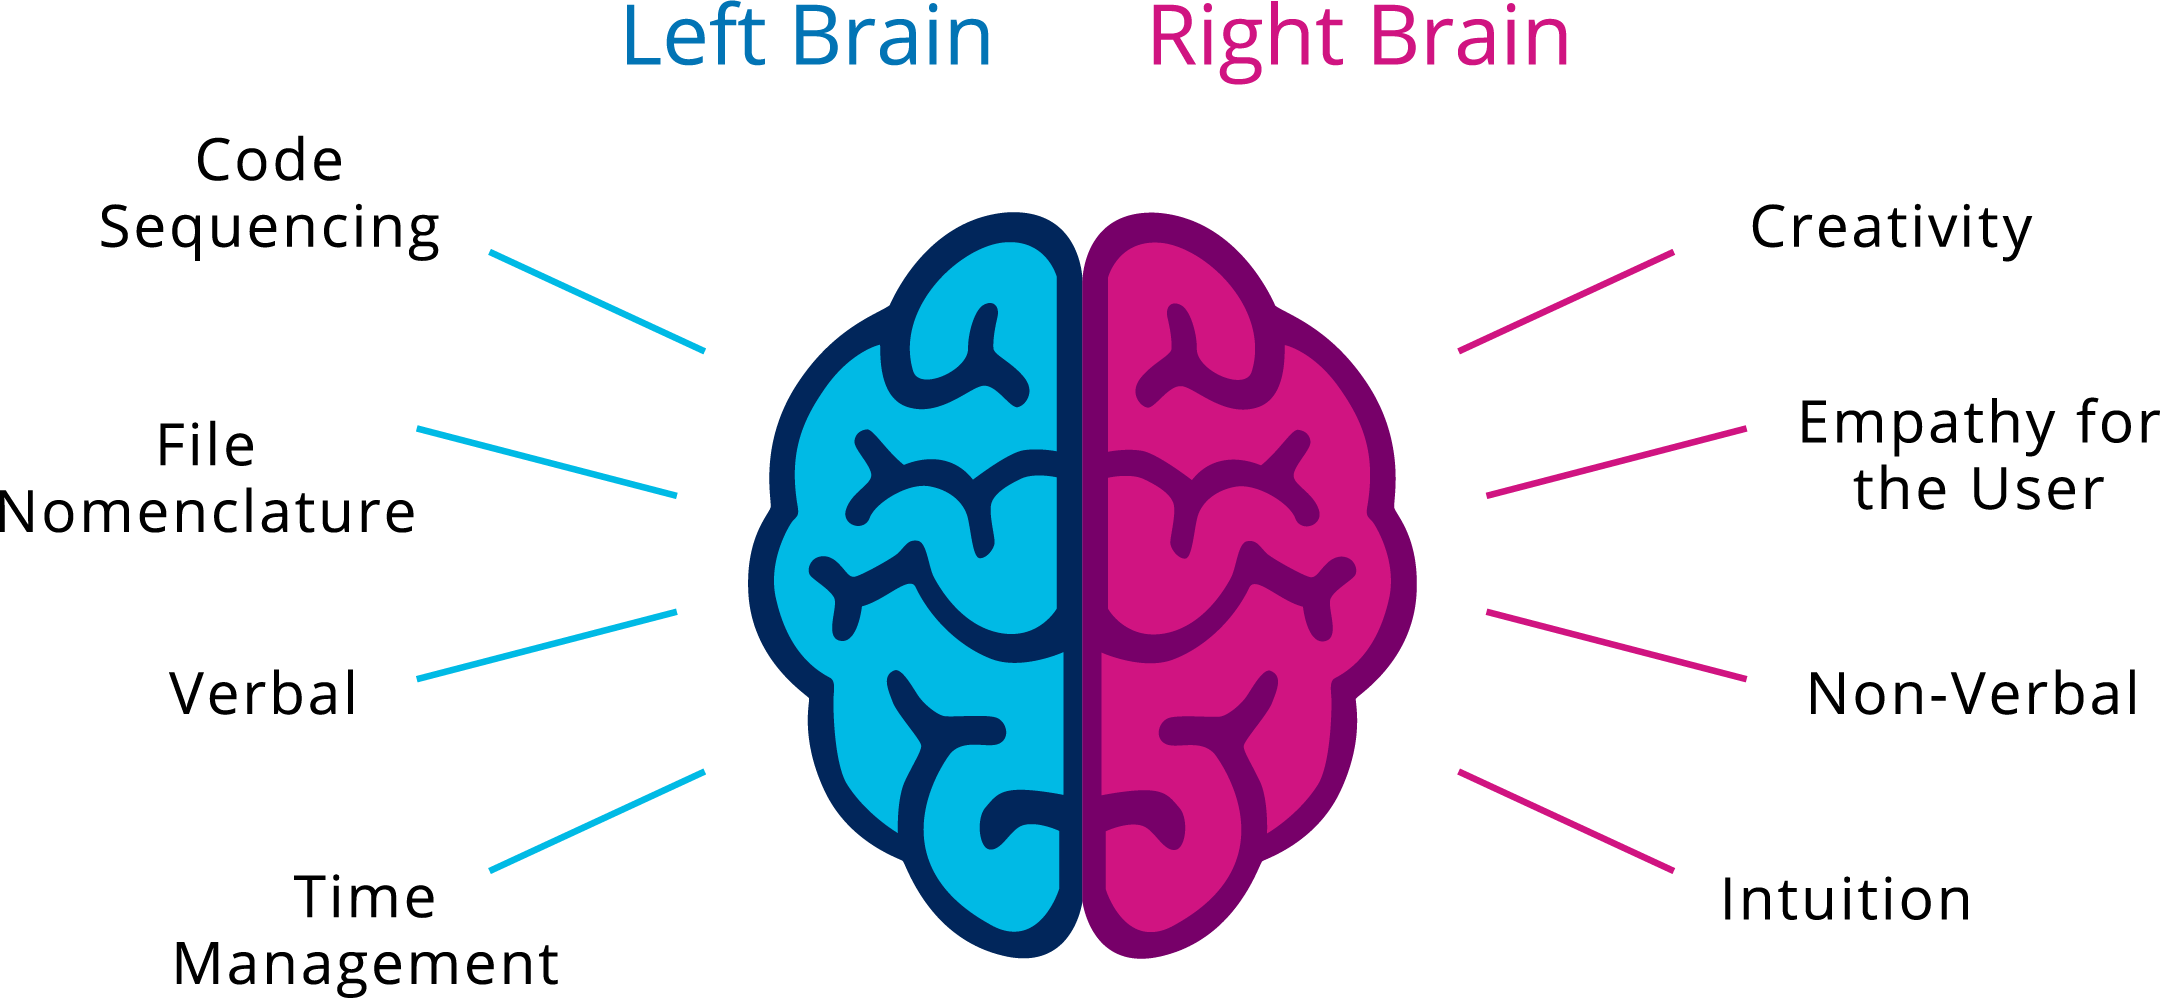 Left Brain
Right Brain
Code
Sequencing
File
Nomenclature
Verbal
Time
Management
Creativity
Empathy for
the User
Non-Verbal
Intuition